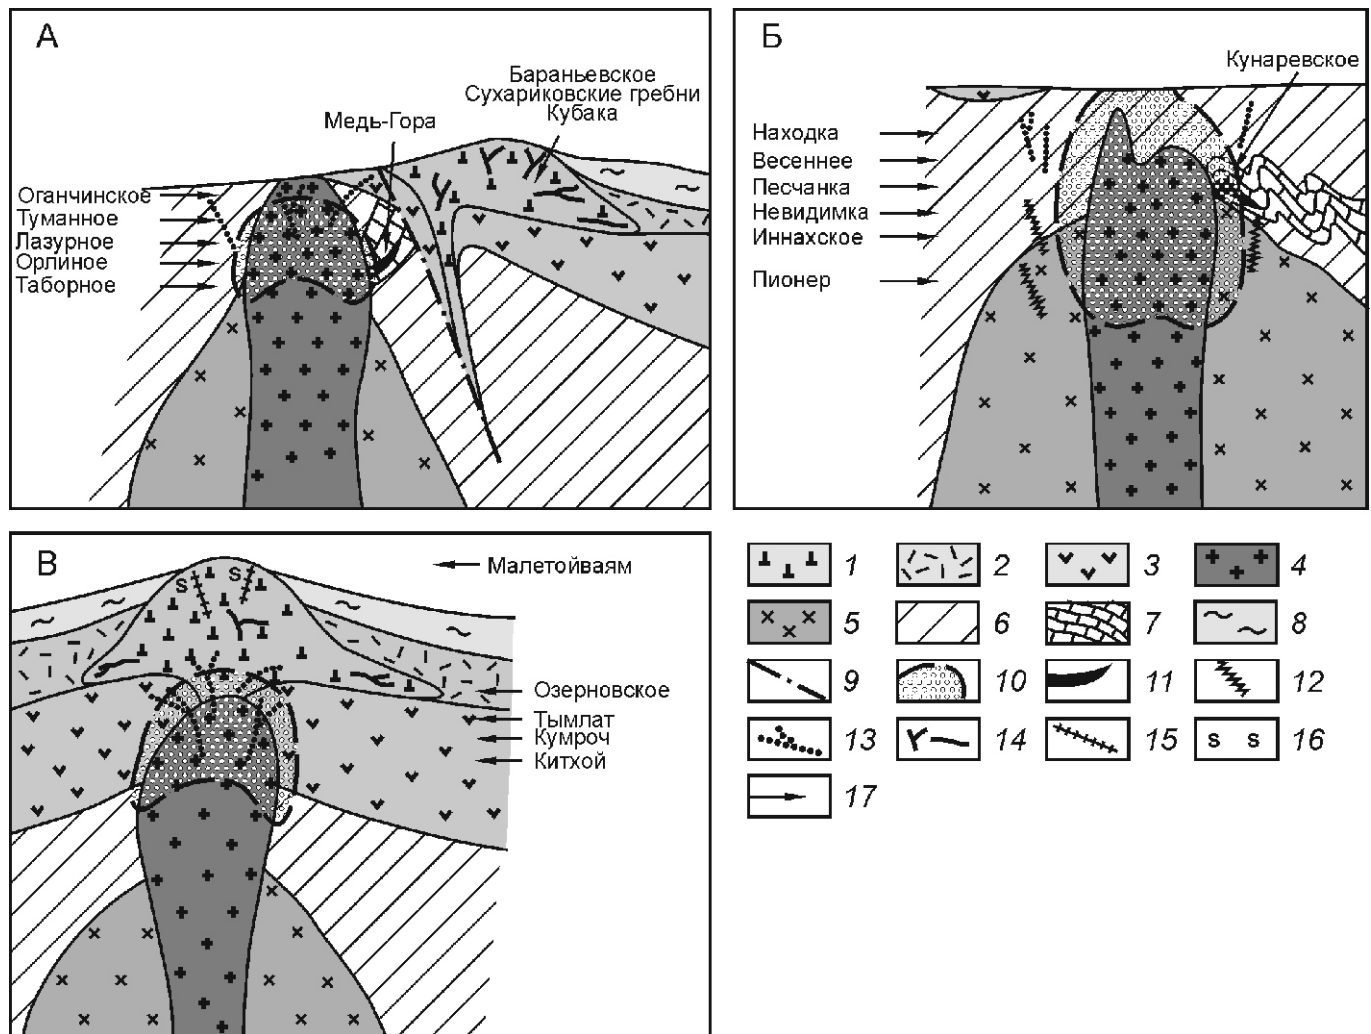 А
Бараньевское
Сухариковские гребни
Кубака
Медь-Гора
Оганчинское
Туманное
Лазурное
Орлиное
Таборное
Б
Кунаревское
Находка
Весеннее
Песчанка
Невидимка
Иннахское
Пионер
В
Малетойваям
S S
Озерновское
Тымлат
Кумроч
Китхой
1 2 3 4
5 6 7 8
9 10 11 12
13 14 15 S S 16
17